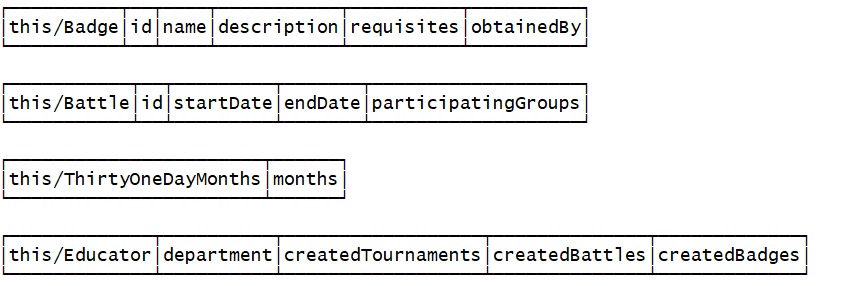 this/Badge id name description requisites obtainedBy
this/Battle id startDate endDate participatingGroups
this/ThirtyOneDayMonths months
this/Educator department createdTournaments createdBattles createdBadges